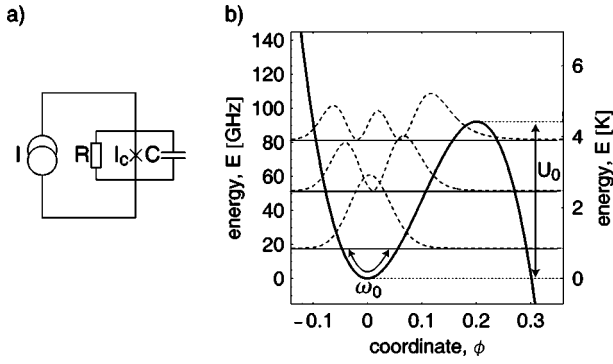 a)
I
R
I_c
C
b)
energy, E [GHz]
140
120
100
80
60
40
20
0
ω₀
U₀
6
4
2
0
energy, E [K]
−0.1
0
0.1
0.2
0.3
coordinate, ϕ